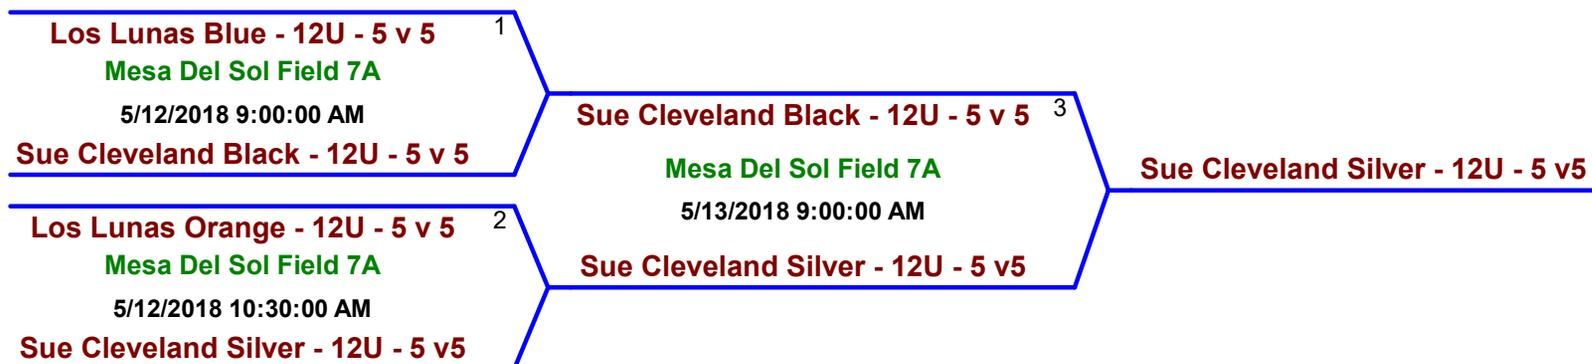 Los Lunas Blue - 12U - 5 v 5
1
Mesa Del Sol Field 7A
5/12/2018 9:00:00 AM
Sue Cleveland Black - 12U - 5 v 5
Los Lunas Orange - 12U - 5 v 5
2
Mesa Del Sol Field 7A
5/12/2018 10:30:00 AM
Sue Cleveland Silver - 12U - 5 v5
Sue Cleveland Black - 12U - 5 v 5
3
Mesa Del Sol Field 7A
5/13/2018 9:00:00 AM
Sue Cleveland Silver - 12U - 5 v5
Sue Cleveland Silver - 12U - 5 v5